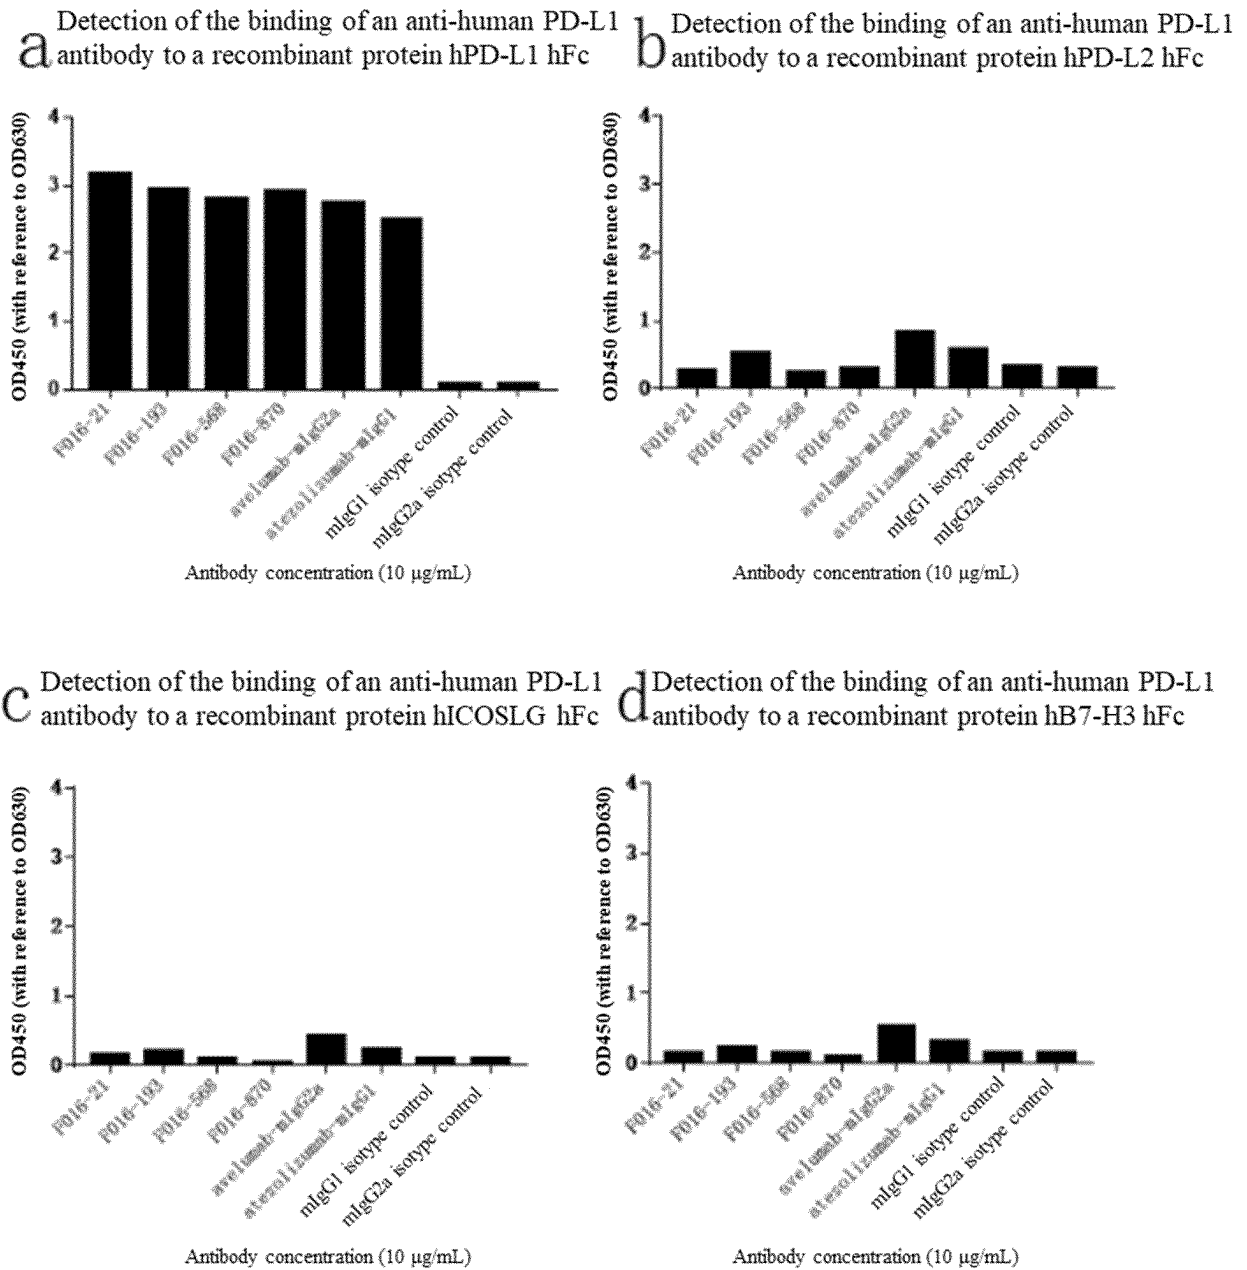 a
Detection of the binding of an anti-human PD-L1
antibody to a recombinant protein hPD-L1 hFc
OD450 (with reference to OD630)
4
3
2
1
0
F016-21
F016-193
F016-568
F016-870
avelumab-mIgG2a
atezolizumab-mIgG1
mIgG1 isotype control
mIgG2a isotype control
Antibody concentration (10 μg/mL)
b
Detection of the binding of an anti-human PD-L1
antibody to a recombinant protein hPD-L2 hFc
OD450 (with reference to OD630)
4
3
2
1
0
F016-21
F016-193
F016-568
F016-870
avelumab-mIgG2a
atezolizumab-mIgG1
mIgG1 isotype control
mIgG2a isotype control
Antibody concentration (10 μg/mL)
c
Detection of the binding of an anti-human PD-L1
antibody to a recombinant protein hICOSLG hFc
OD450 (with reference to OD630)
4
3
2
1
0
F016-21
F016-193
F016-568
F016-870
avelumab-mIgG2a
atezolizumab-mIgG1
mIgG1 isotype control
mIgG2a isotype control
Antibody concentration (10 μg/mL)
d
Detection of the binding of an anti-human PD-L1
antibody to a recombinant protein hB7-H3 hFc
OD450 (with reference to OD630)
4
3
2
1
0
F016-21
F016-193
F016-568
F016-870
avelumab-mIgG2a
atezolizumab-mIgG1
mIgG1 isotype control
mIgG2a isotype control
Antibody concentration (10 μg/mL)